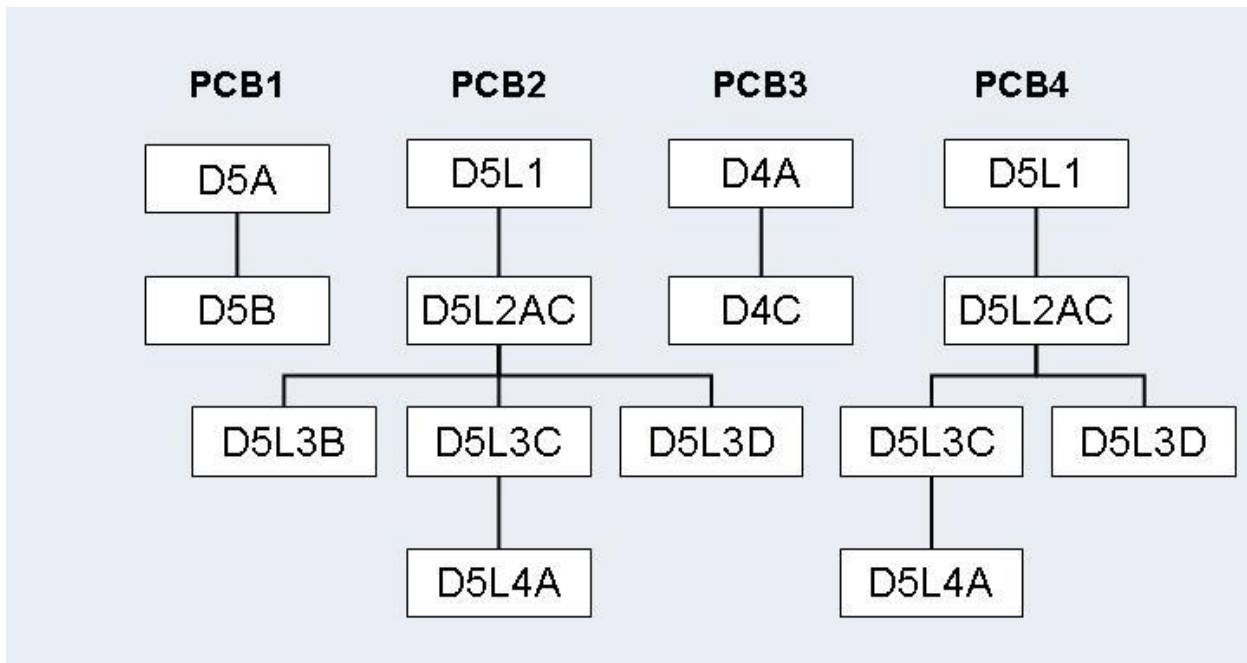 PCB1 PCB2 PCB3 PCB4
D5A D5L1 D4A D5L1
D5B D5L2AC D4C D5L2AC
D5L3B D5L3C D5L3D D5L3C D5L3D
D5L4A D5L4A